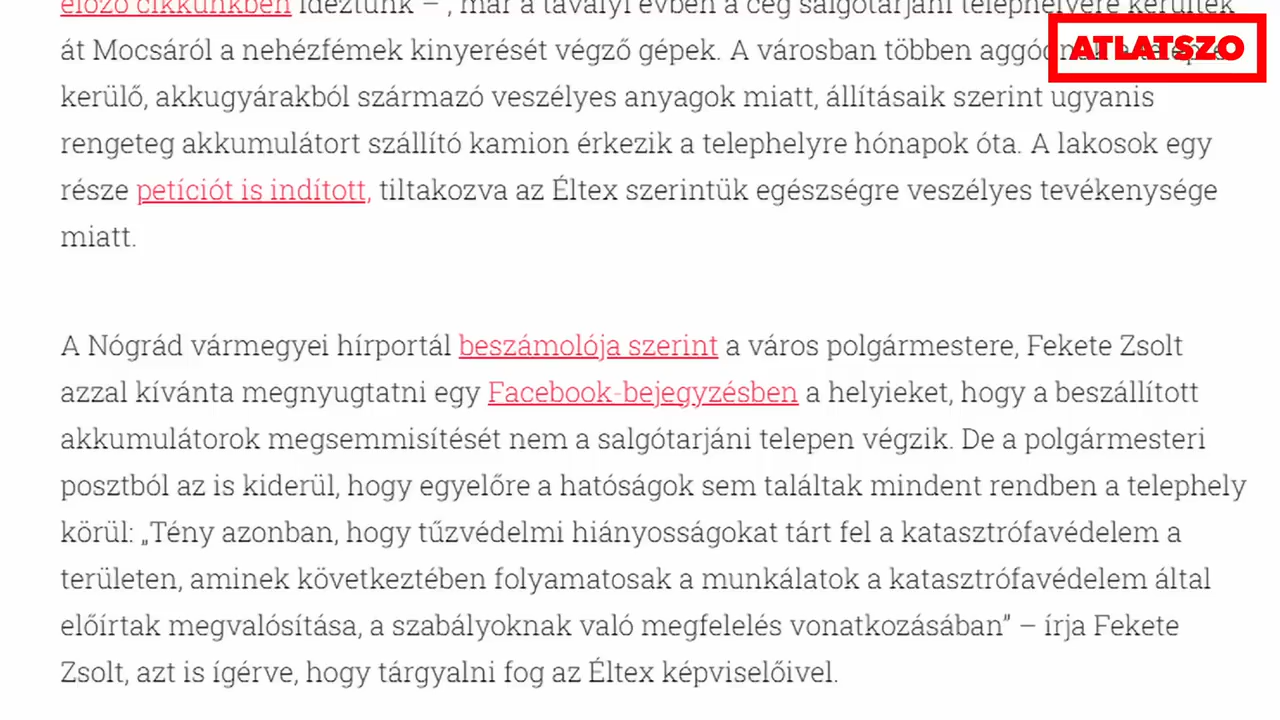 előző cikkünkben idéztünk – , már a tavalyi évben a cég salgótarjáni telephelyére kerültek
át Mocsáról a nehézfémek kinyerését végző gépek. A városban többen
ATLATSZO
kerülő, akkugyárakból származó veszélyes anyagok miatt, állításaik szerint ugyanis
rengeteg akkumulátort szállító kamion érkezik a telephelyre hónapok óta. A lakosok egy
része petíciót is indított, tiltakozva az Éltex szerintük egészségre veszélyes tevékenysége
miatt.
A Nógrád vármegyei hírportál beszámolója szerint a város polgármestere, Fekete Zsolt
azzal kívánta megnyugtatni egy Facebook-bejegyzésben a helyieket, hogy a beszállított
akkumulátorok megsemmisítését nem a salgótarjáni telepen végzik. De a polgármesteri
posztból az is kiderül, hogy egyelőre a hatóságok sem találtak mindent rendben a telephely
körül: „Tény azonban, hogy tűzvédelmi hiányosságokat tárt fel a katasztrófavédelem a
területen, aminek következtében folyamatosak a munkálatok a katasztrófavédelem által
előírtak megvalósítása, a szabályoknak való megfelelés vonatkozásában” – írja Fekete
Zsolt, azt is ígérve, hogy tárgyalni fog az Éltex képviselőivel.